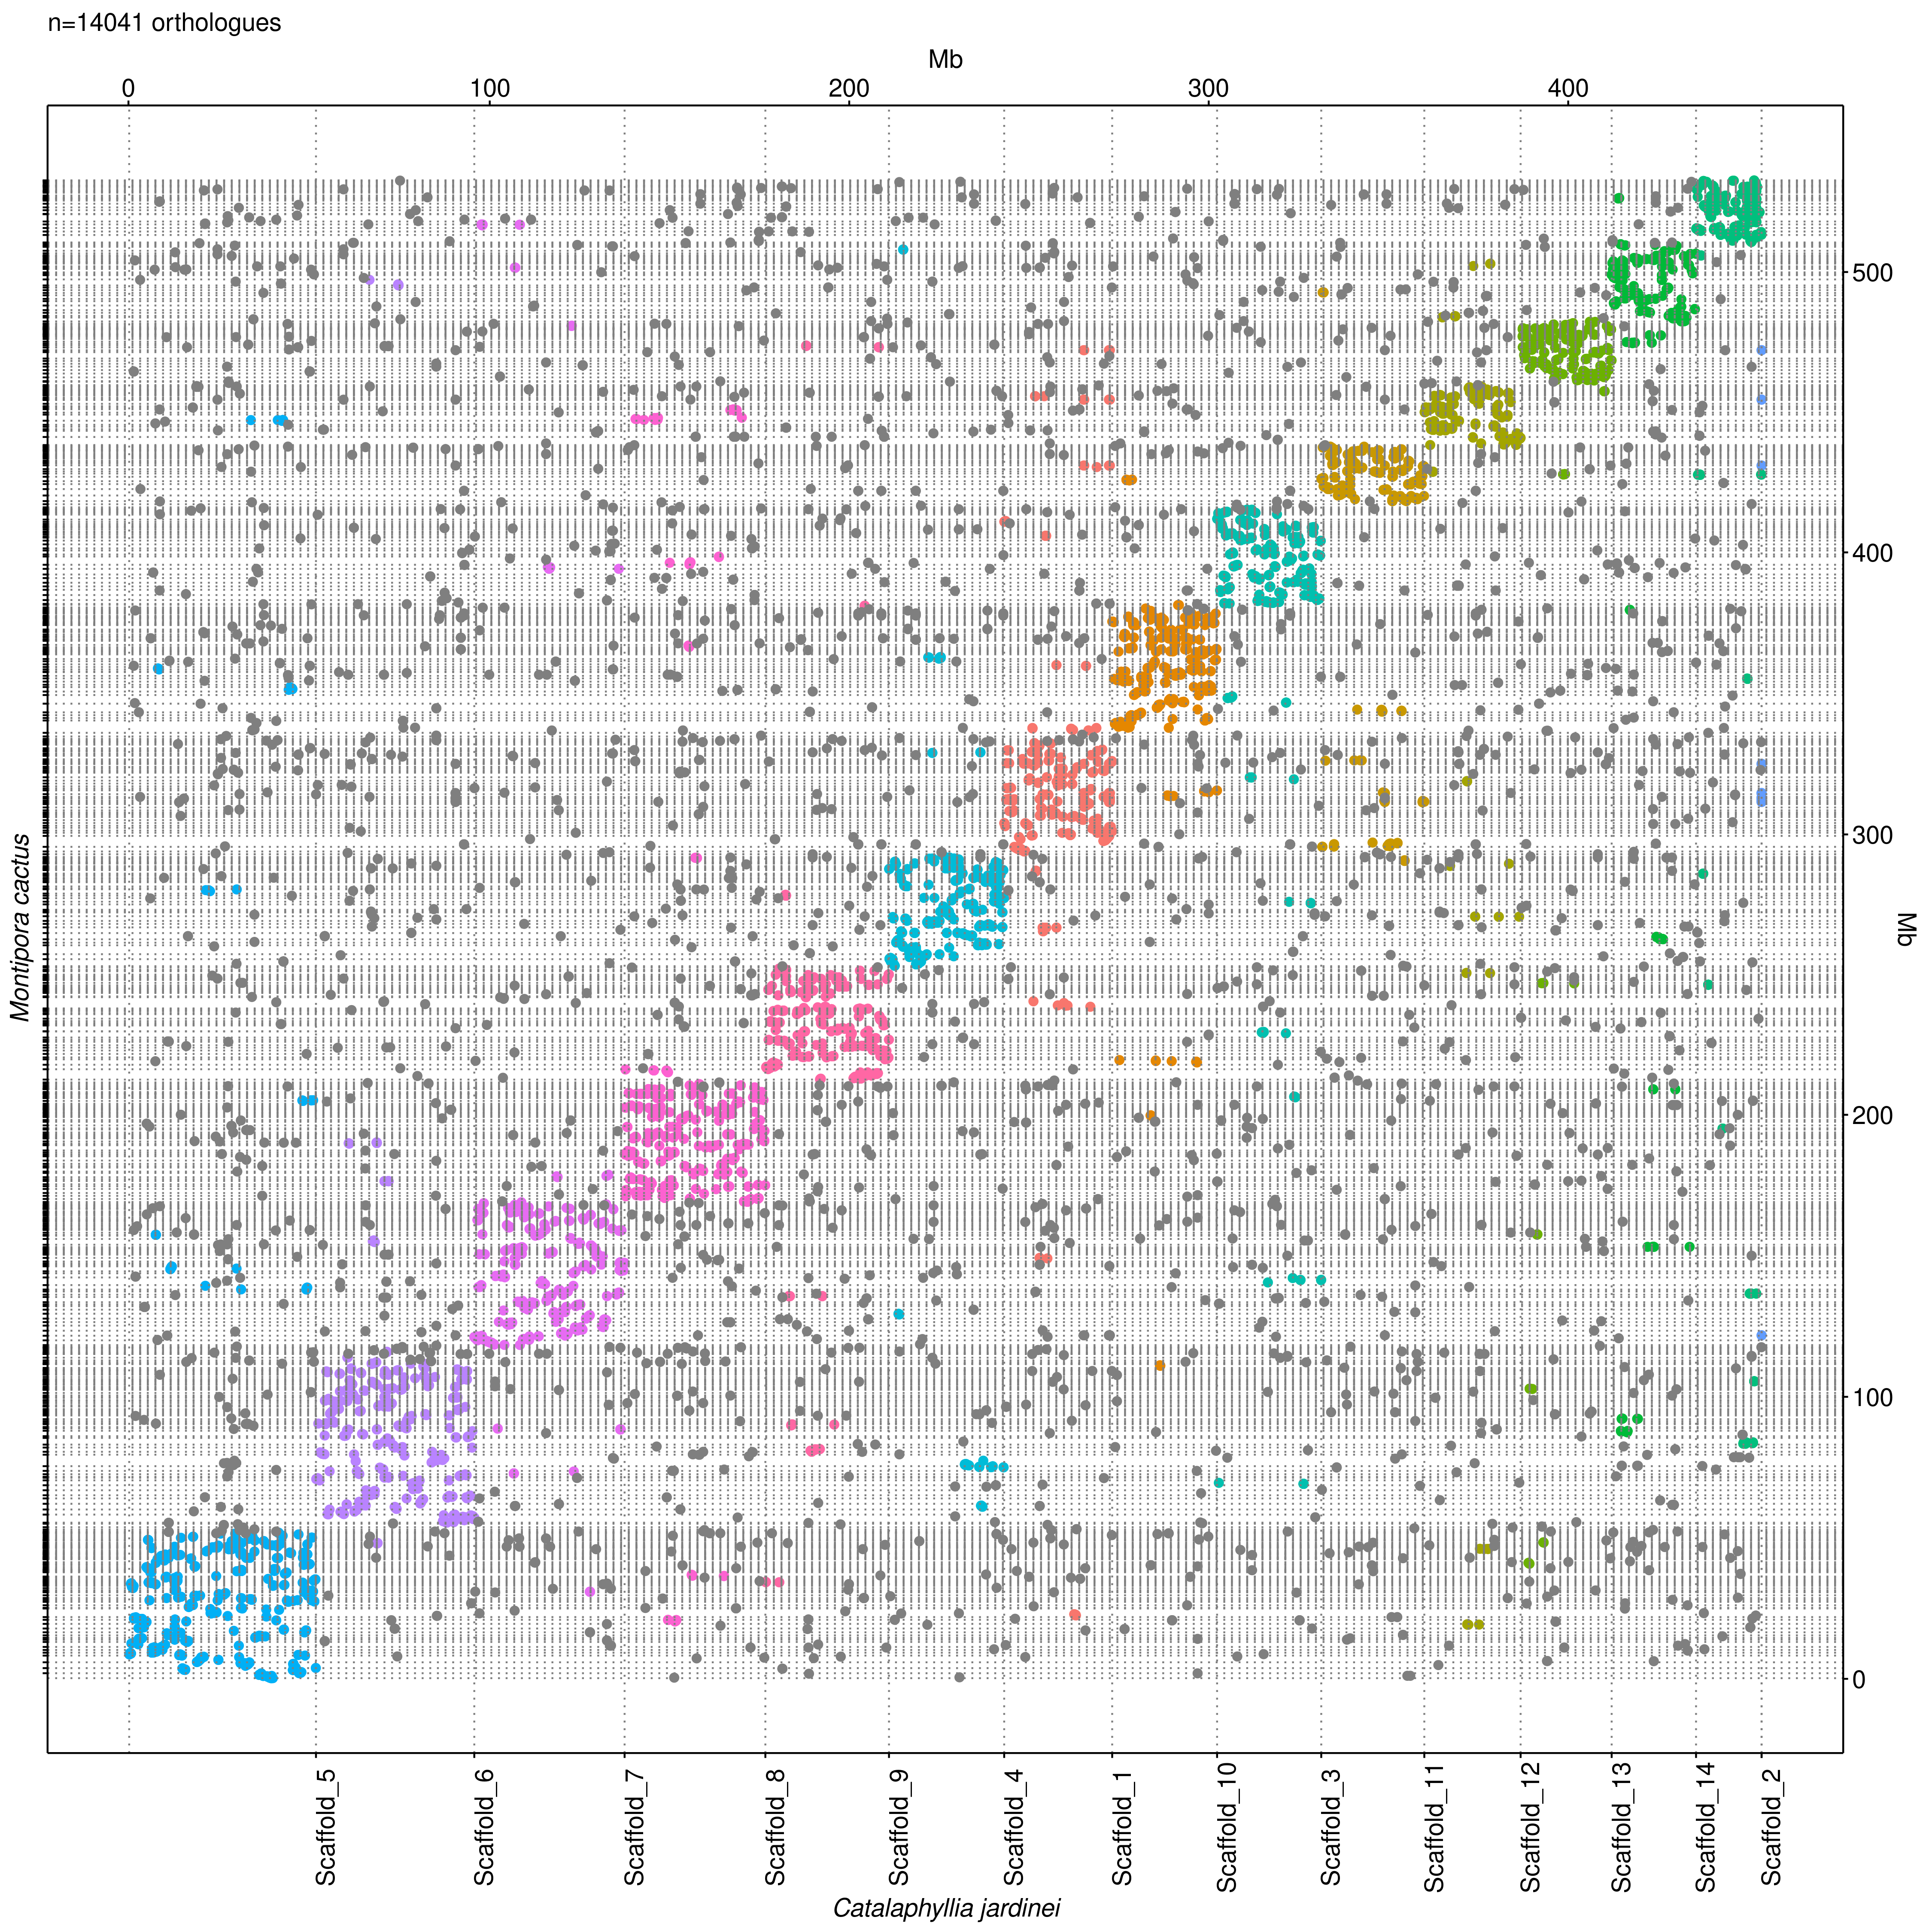 n=14041 orthologues
Mb
0 100 200 300 400
500
400
300
200
100
0
Mb
Montipora cactus
Scaffold_5
Scaffold_6
Scaffold_7
Scaffold_8
Scaffold_9
Scaffold_4
Scaffold_1
Scaffold_10
Scaffold_3
Scaffold_11
Scaffold_12
Scaffold_13
Scaffold_14
Scaffold_2
Catalaphyllia jardinei